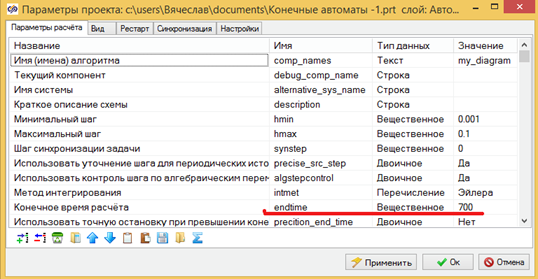 Параметры проекта: c:\users\Вячеслав\documents\Конечные автоматы -1.prt слой: Авто...
Параметры расчёта Вид Рестарт Синхронизация Настройки
Название Имя Тип данных Значение
Имя (имена) алгоритма comp_names Текст my_diagram
Текущий компонент debug_comp_name Строка
Имя системы alternative_sys_name Строка
Краткое описание схемы description Строка
Минимальный шаг hmin Вещественное 0.001
Максимальный шаг hmax Вещественное 0.1
Шаг синхронизации задачи synstep Вещественное 0
Использовать уточнение шага для периодических исто precise_src_step Двоичное Да
Использовать контроль шага по алгебраическим перем algstepcontrol Двоичное Да
Метод интегрирования intmet Перечисление Эйлера
Конечное время расчёта endtime Вещественное 700
Использовать точную остановку при превышении коне precition_end_time Двоичное Нет
Применить Ок Отмена